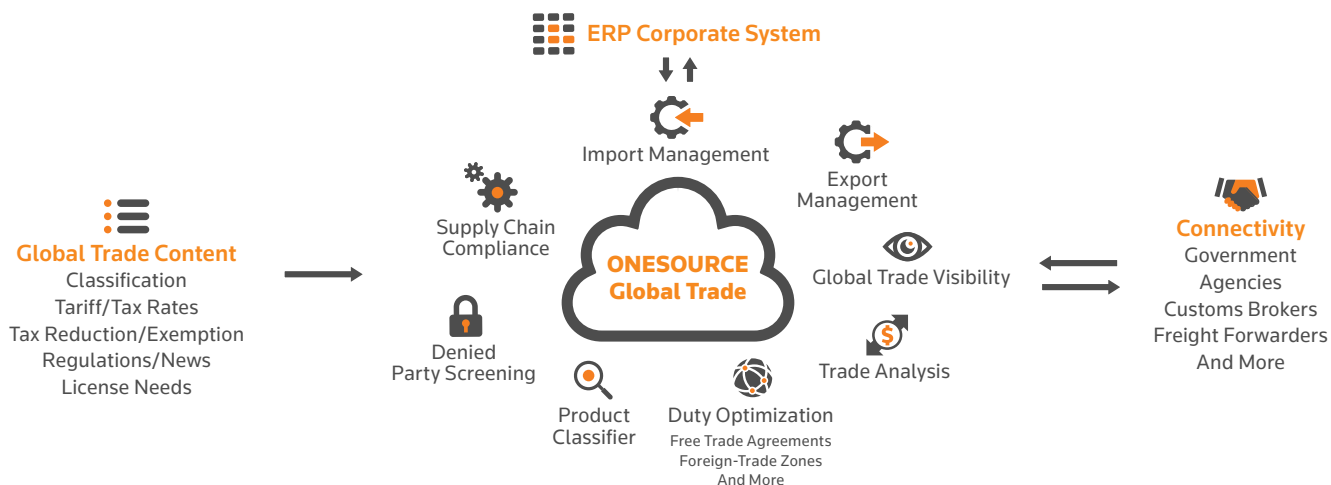 ERP Corporate System
Import Management
Export
Management
Supply Chain
Compliance
ONESOURCE
Global Trade
Global Trade Visibility
Denied
Party Screening
Trade Analysis
Product
Classifier
Duty Optimization
Free Trade Agreements
Foreign-Trade Zones
And More
Global Trade Content
Classification
Tariff/Tax Rates
Tax Reduction/Exemption
Regulations/News
License Needs
Connectivity
Government
Agencies
Customs Brokers
Freight Forwarders
And More